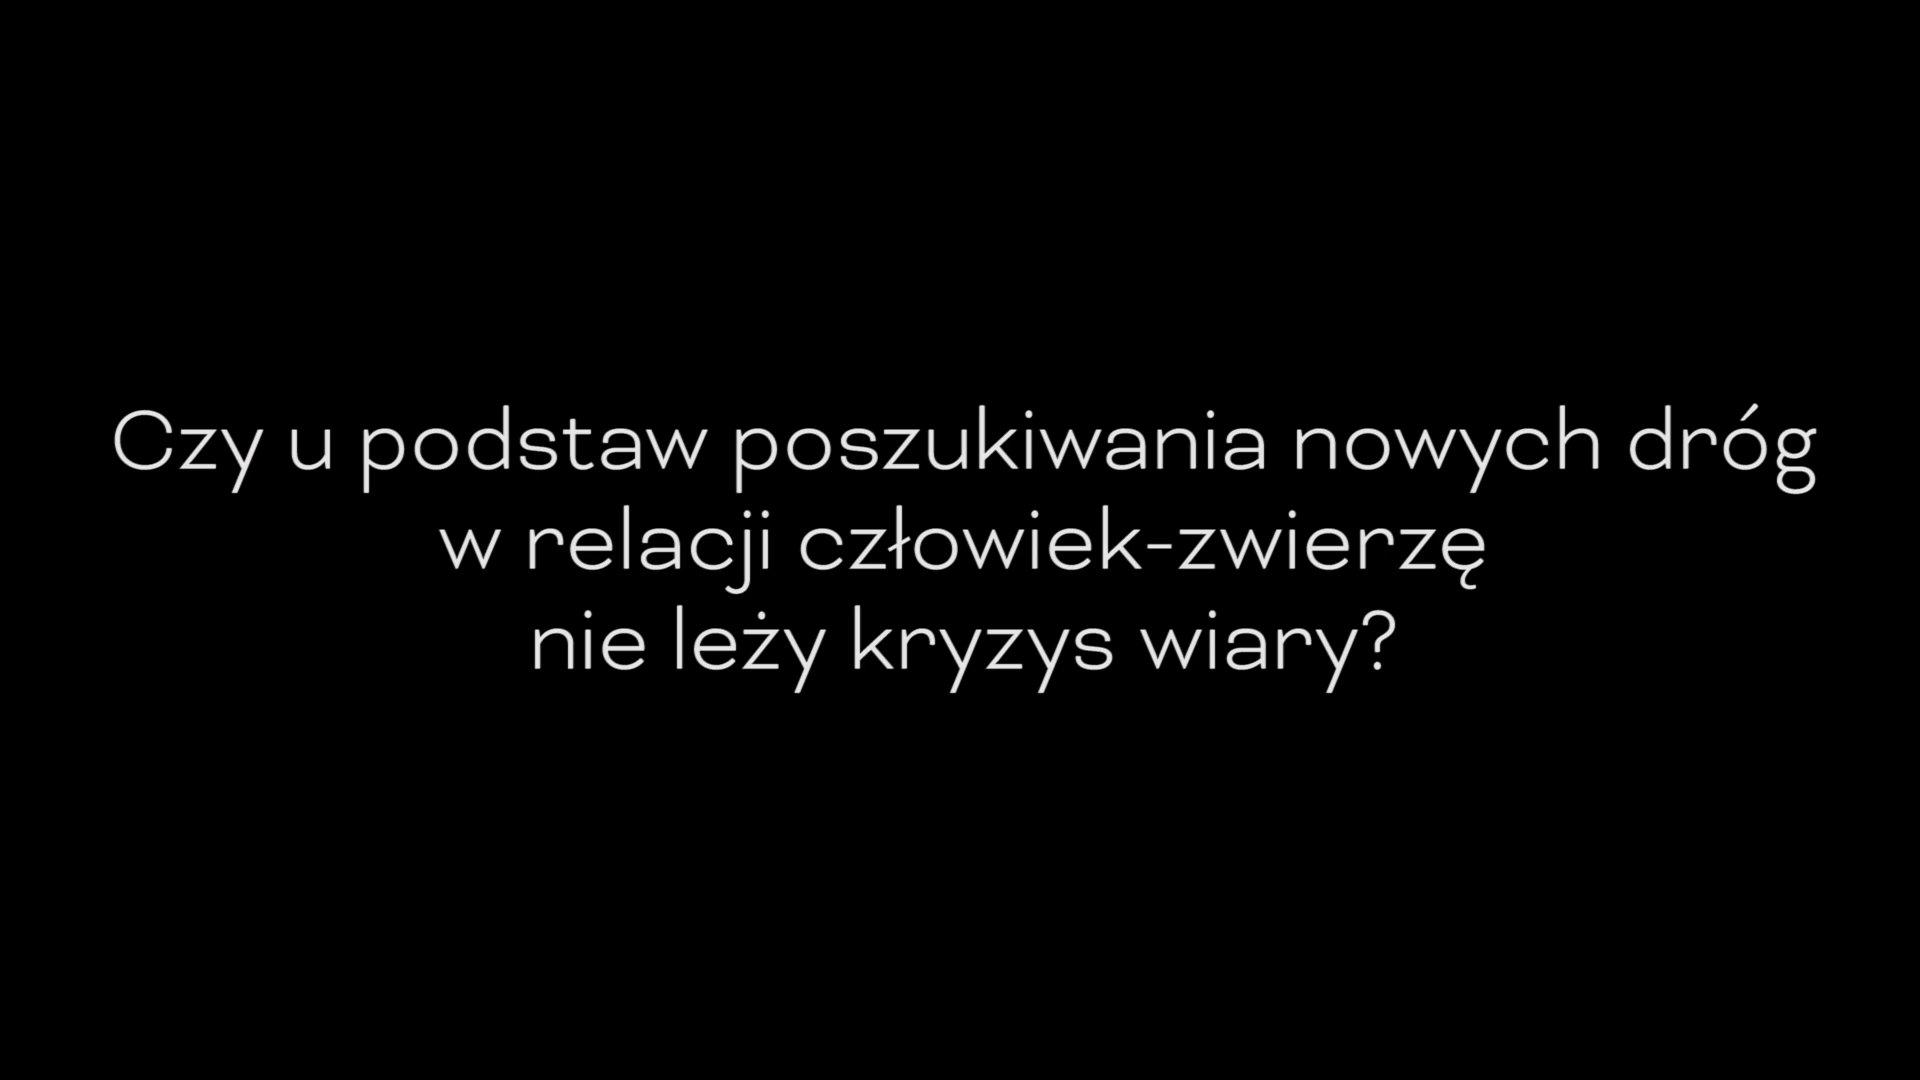 Czy u podstaw poszukiwania nowych dróg
w relacji człowiek-zwierzę
nie leży kryzys wiary?